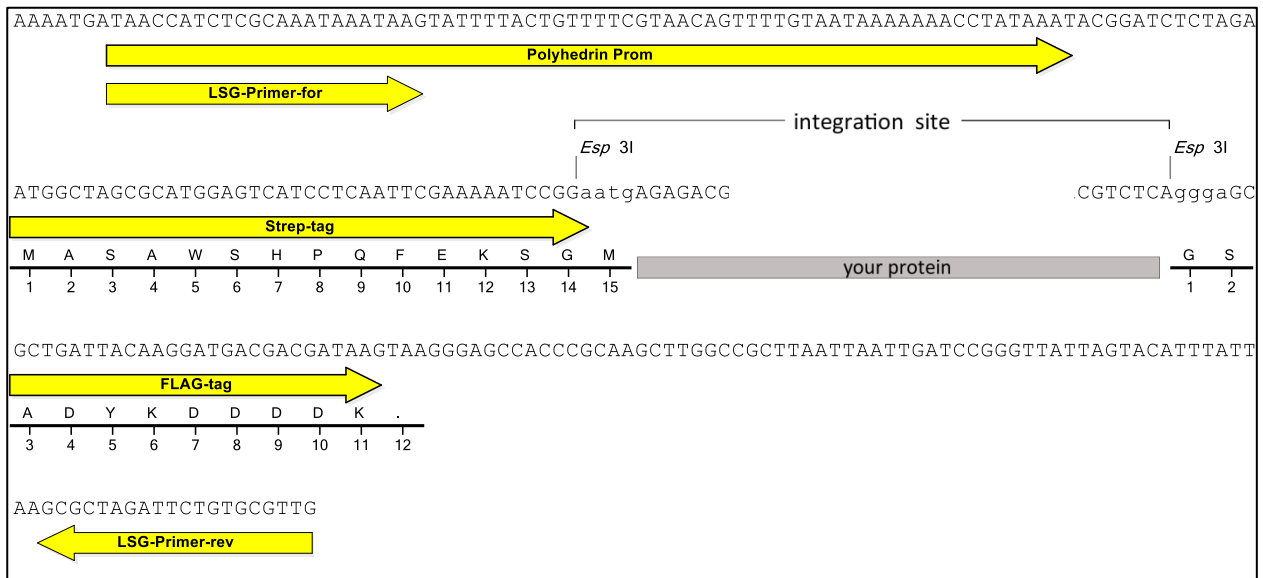 AAAATGATAACCATCTCGCAAATAAATAAGTATTTTACTGTTTTCGTAACAGTTTTGTAATAAAAAAACCTATAAATACGGATCTCTAGA
Polyhedrin Prom
LSG-Primer-for
integration site
Esp 3I Esp 3I
ATGGCTAGCGCATGGAGTCATCCTCAATTCGAAAAATCCGGaatgAGAGACG CGTCTCAgggaGC
Strep-tag
M A S A W S H P Q F E K S G M G S
your protein
1 2 3 4 5 6 7 8 9 10 11 12 13 14 15 1 2
GCTGATTACAAGGATGACGACGATAAGTAAGGGAGCCACCCGCAAGCTTGGCCGCTTAATTAATTGATCCGGGTTATTAGTACATTTATT
FLAG-tag
A D Y K D D D D K .
3 4 5 6 7 8 9 10 11 12
AAGCGCTAGATTCTGTGCGTTG
LSG-Primer-rev